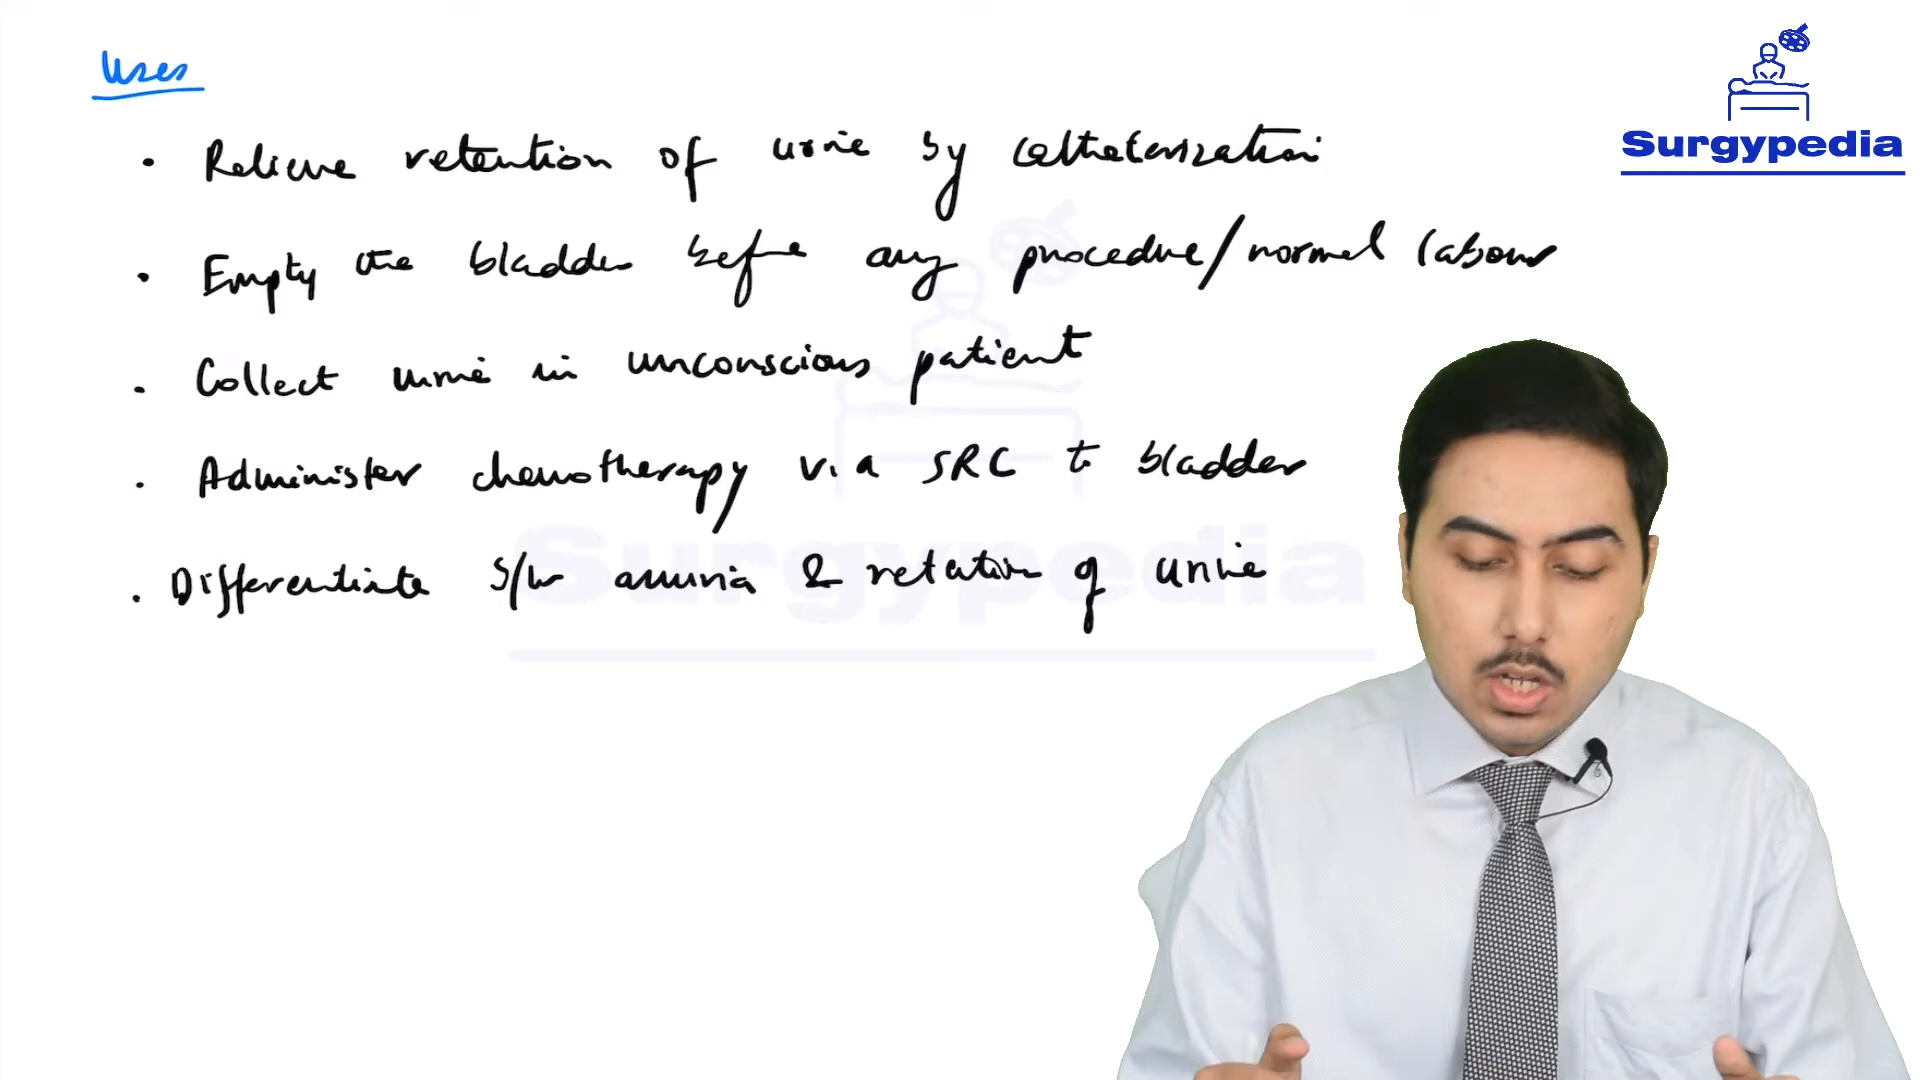 Uses
Surgypedia
• Relieve retention of urine by catheterization
• Empty the bladder before any procedure/normal labour
• Collect urine in unconscious patient
• Administer chemotherapy via SRC to bladder
Surgypedia
• Differentiate b/w anuria & retention of urine